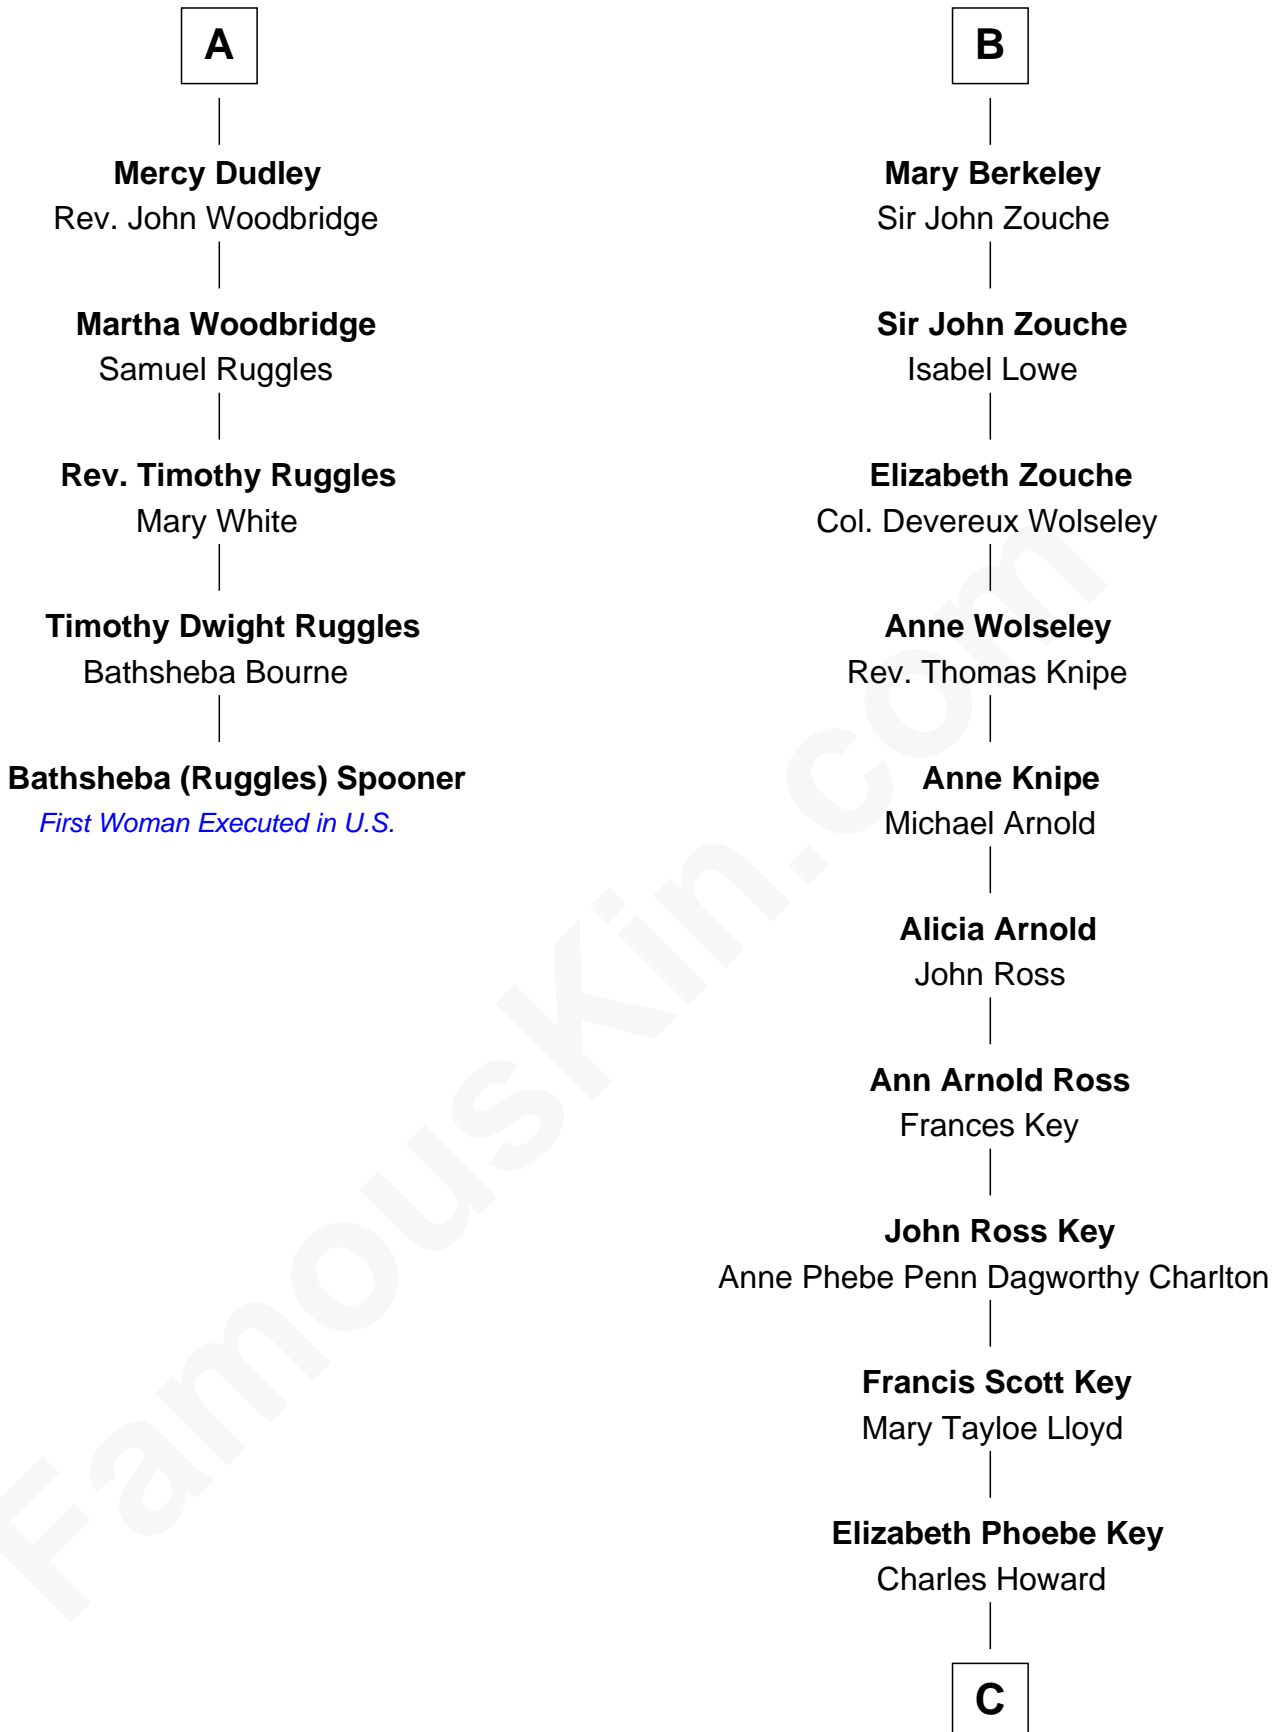 A
Mercy Dudley
Rev. John Woodbridge
Martha Woodbridge
Samuel Ruggles
Rev. Timothy Ruggles
Mary White
Timothy Dwight Ruggles
Bathsheba Bourne
Bathsheba (Ruggles) Spooner
First Woman Executed in U.S.
B
Mary Berkeley
Sir John Zouche
Sir John Zouche
Isabel Lowe
Elizabeth Zouche
Col. Devereux Wolseley
Anne Wolseley
Rev. Thomas Knipe
Anne Knipe
Michael Arnold
Alicia Arnold
John Ross
Ann Arnold Ross
Frances Key
John Ross Key
Anne Phebe Penn Dagworthy Charlton
Francis Scott Key
Mary Tayloe Lloyd
Elizabeth Phoebe Key
Charles Howard
C
FamousKin.com